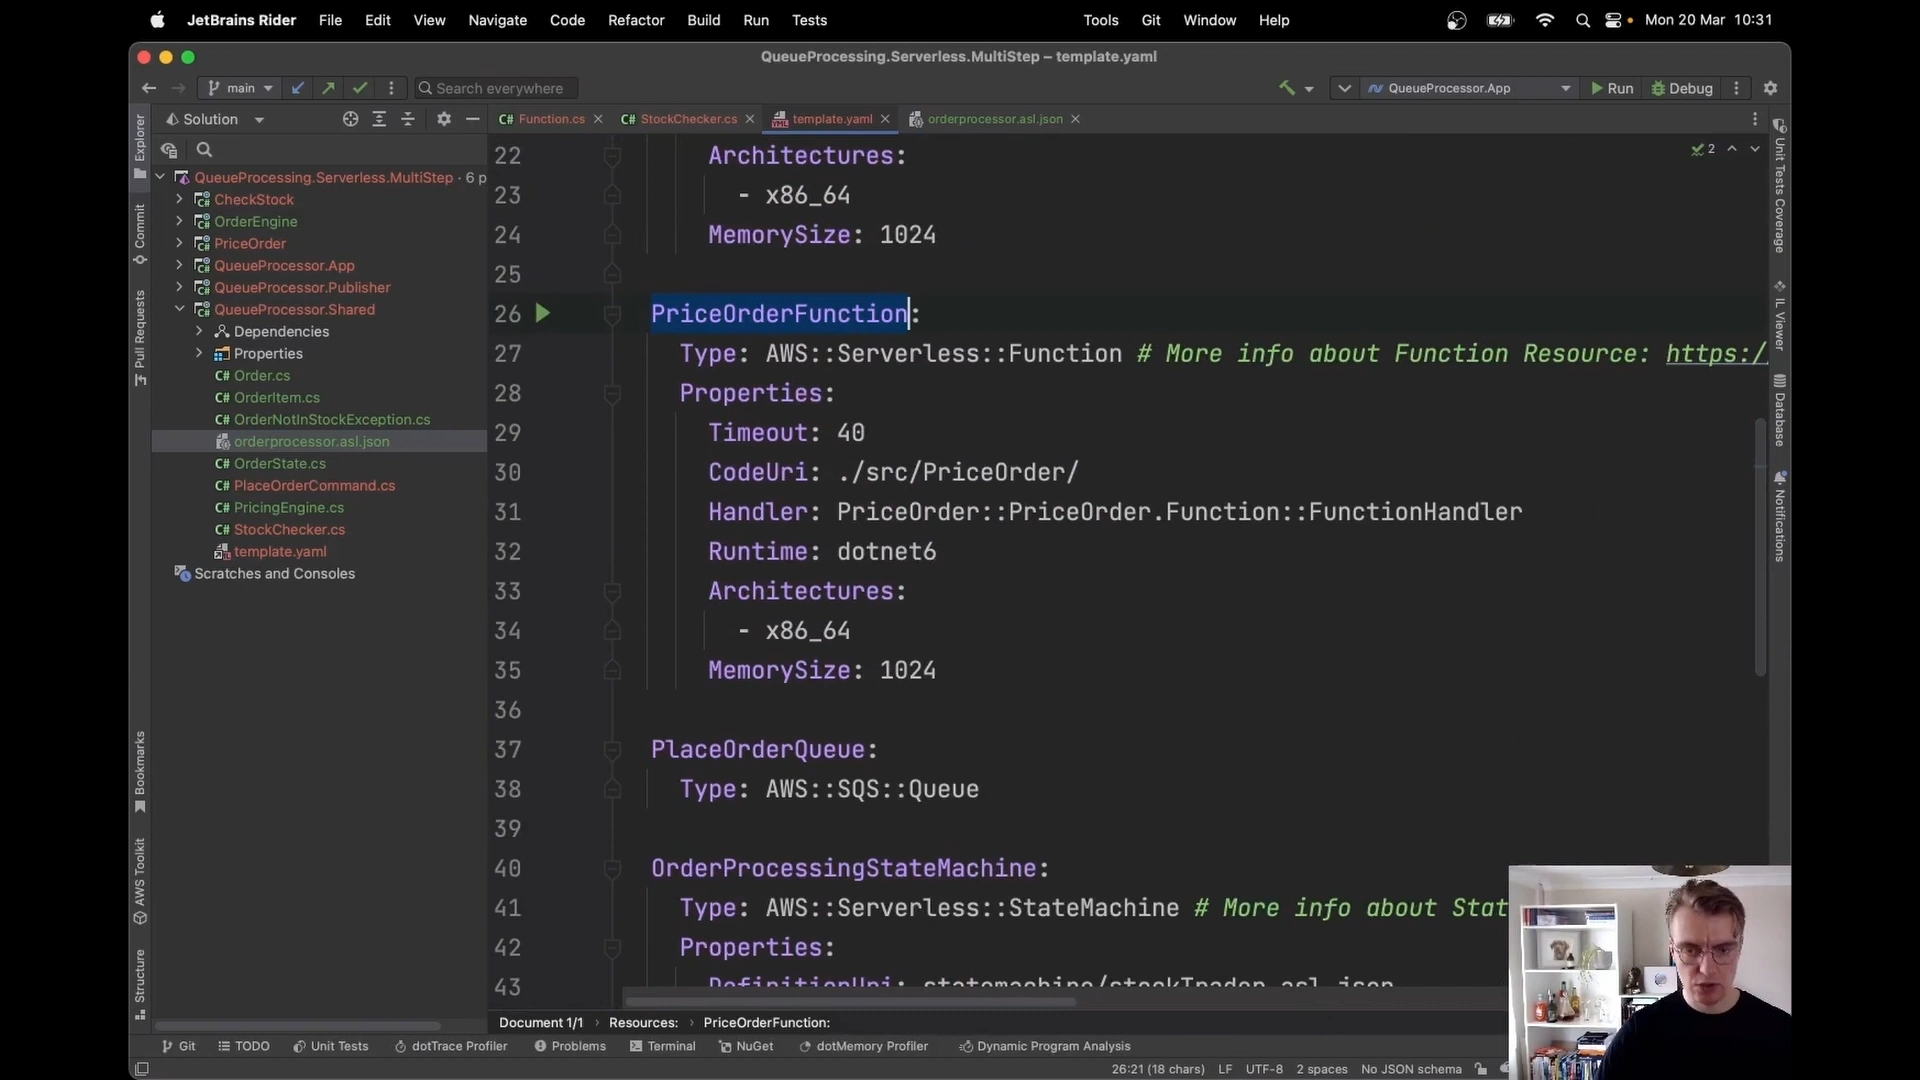 JetBrains Rider File Edit View Navigate Code Refactor Build Run Tests Tools Git Window Help Mon 20 Mar 10:31
QueueProcessing.Serverless.MultiStep – template.yaml
main Search everywhere QueueProcessor.App Run Debug
Solution
Function.cs StockChecker.cs template.yaml orderprocessor.asl.json
Explorer
Commit
Pull Requests
Bookmarks
AWS Toolkit
Structure
QueueProcessing.Serverless.MultiStep · 6 p
CheckStock
OrderEngine
PriceOrder
QueueProcessor.App
QueueProcessor.Publisher
QueueProcessor.Shared
Dependencies
Properties
C# Order.cs
C# OrderItem.cs
C# OrderNotInStockException.cs
orderprocessor.asl.json
C# OrderState.cs
C# PlaceOrderCommand.cs
C# PricingEngine.cs
C# StockChecker.cs
template.yaml
Scratches and Consoles
2
22 Architectures:
23 - x86_64
24 MemorySize: 1024
25
26 PriceOrderFunction:
27 Type: AWS::Serverless::Function # More info about Function Resource: https:/
28 Properties:
29 Timeout: 40
30 CodeUri: ./src/PriceOrder/
31 Handler: PriceOrder::PriceOrder.Function::FunctionHandler
32 Runtime: dotnet6
33 Architectures:
34 - x86_64
35 MemorySize: 1024
36
37 PlaceOrderQueue:
38 Type: AWS::SQS::Queue
39
40 OrderProcessingStateMachine:
41 Type: AWS::Serverless::StateMachine # More info about Stat
42 Properties:
43 DefinitionUri: statemachine/stockTrader.asl.json
Unit Tests Coverage
IL Viewer
Database
Notifications
Document 1/1 › Resources: › PriceOrderFunction:
Git TODO Unit Tests dotTrace Profiler Problems Terminal NuGet dotMemory Profiler Dynamic Program Analysis
26:21 (18 chars) LF UTF-8 2 spaces No JSON schema